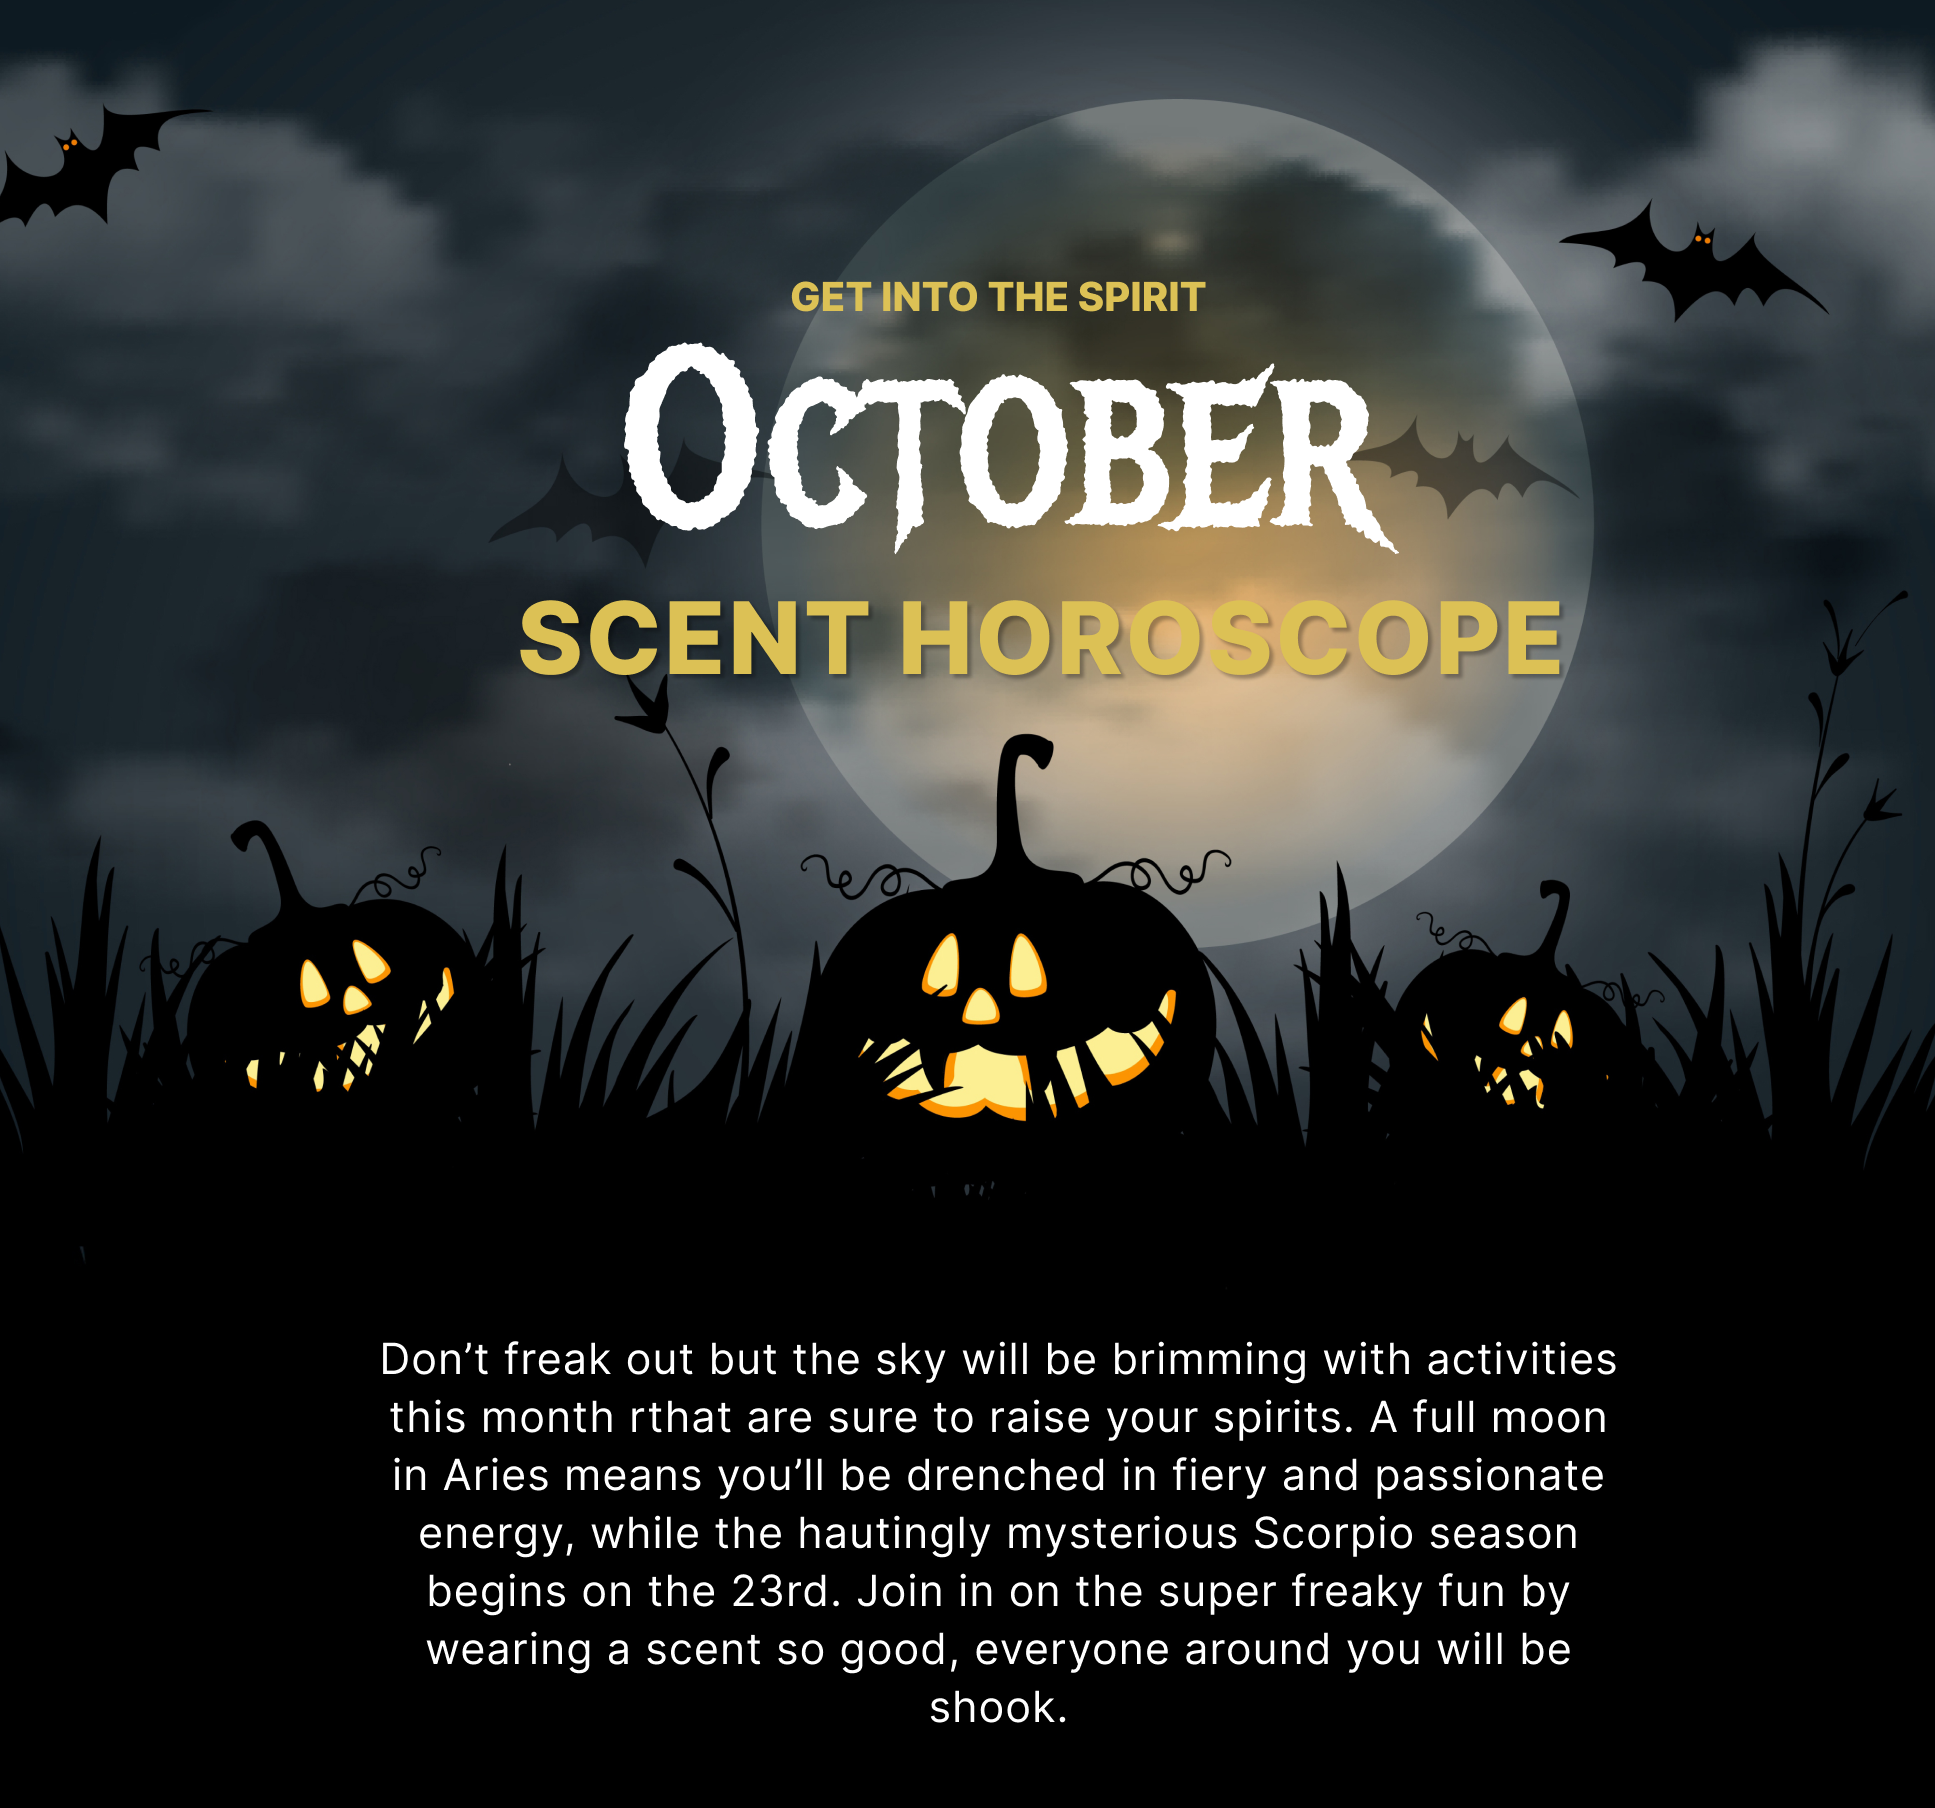 GET INTO THE SPIRIT
OCTOBER
SCENT HOROSCOPE
Don’t freak out but the sky will be brimming with activities
this month rthat are sure to raise your spirits. A full moon
in Aries means you’ll be drenched in fiery and passionate
energy, while the hautingly mysterious Scorpio season
begins on the 23rd. Join in on the super freaky fun by
wearing a scent so good, everyone around you will be
shook.